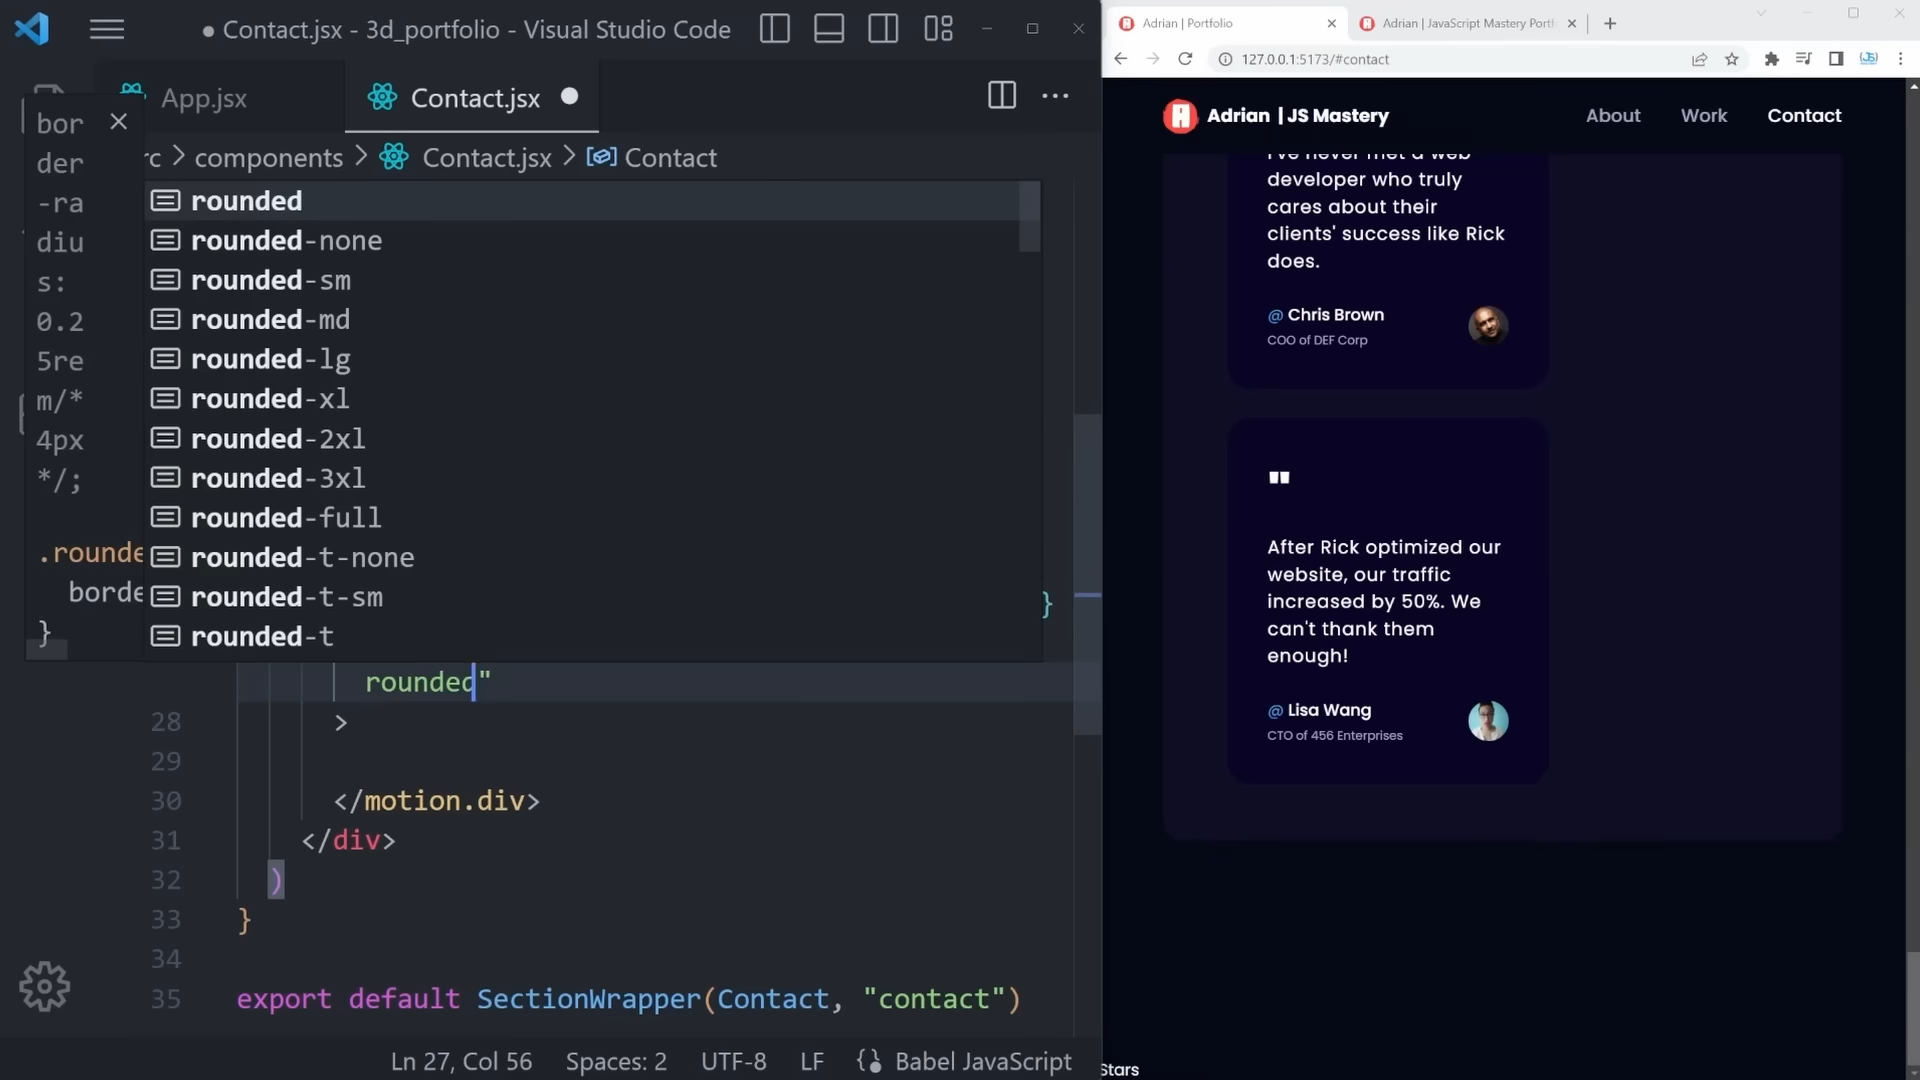 Contact.jsx - 3d_portfolio - Visual Studio Code
App.jsx
Contact.jsx
rc > components > Contact.jsx > Contact
bor
der
-ra
diu
s:
0.2
5re
m/*
4px
*/;
.rounde
borde
}
rounded
rounded-none
rounded-sm
rounded-md
rounded-lg
rounded-xl
rounded-2xl
rounded-3xl
rounded-full
rounded-t-none
rounded-t-sm
rounded-t
}
rounded"
28 >
29
30 </motion.div>
31 </div>
32 )
33 }
34
35 export default SectionWrapper(Contact, "contact")
Ln 27, Col 56 Spaces: 2 UTF-8 LF Babel JavaScript
Adrian | Portfolio
Adrian | JavaScript Mastery Portf
127.0.0.1:5173/#contact
Adrian | JS Mastery
About Work Contact
I've never met a web
developer who truly
cares about their
clients' success like Rick
does.
@ Chris Brown
COO of DEF Corp
"
After Rick optimized our
website, our traffic
increased by 50%. We
can't thank them
enough!
@ Lisa Wang
CTO of 456 Enterprises
Stars